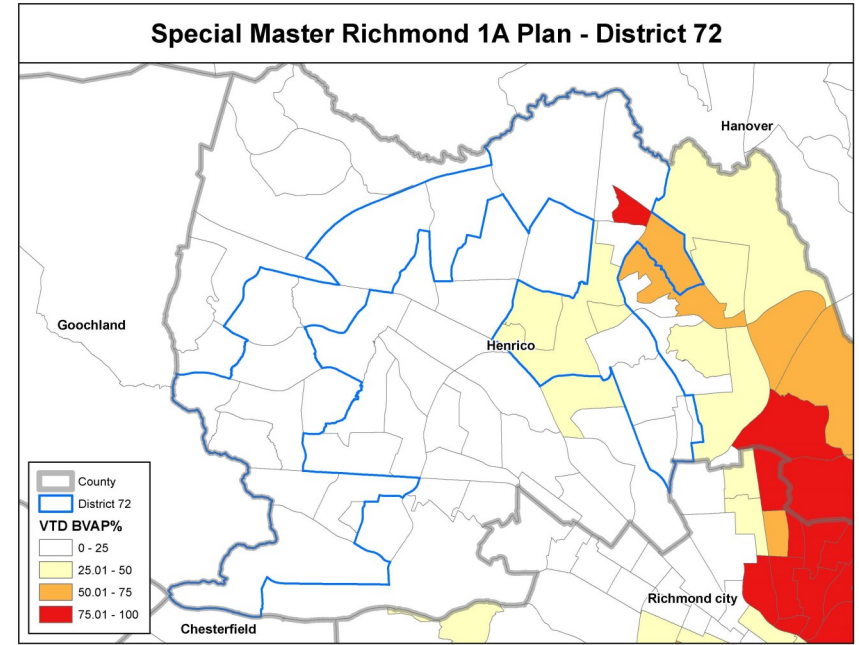 Special Master Richmond 1A Plan - District 72
Hanover
Goochland
Henrico
County
District 72
VTD BVAP%
0 - 25
25.01 - 50
50.01 - 75
75.01 - 100
Richmond city
Chesterfield